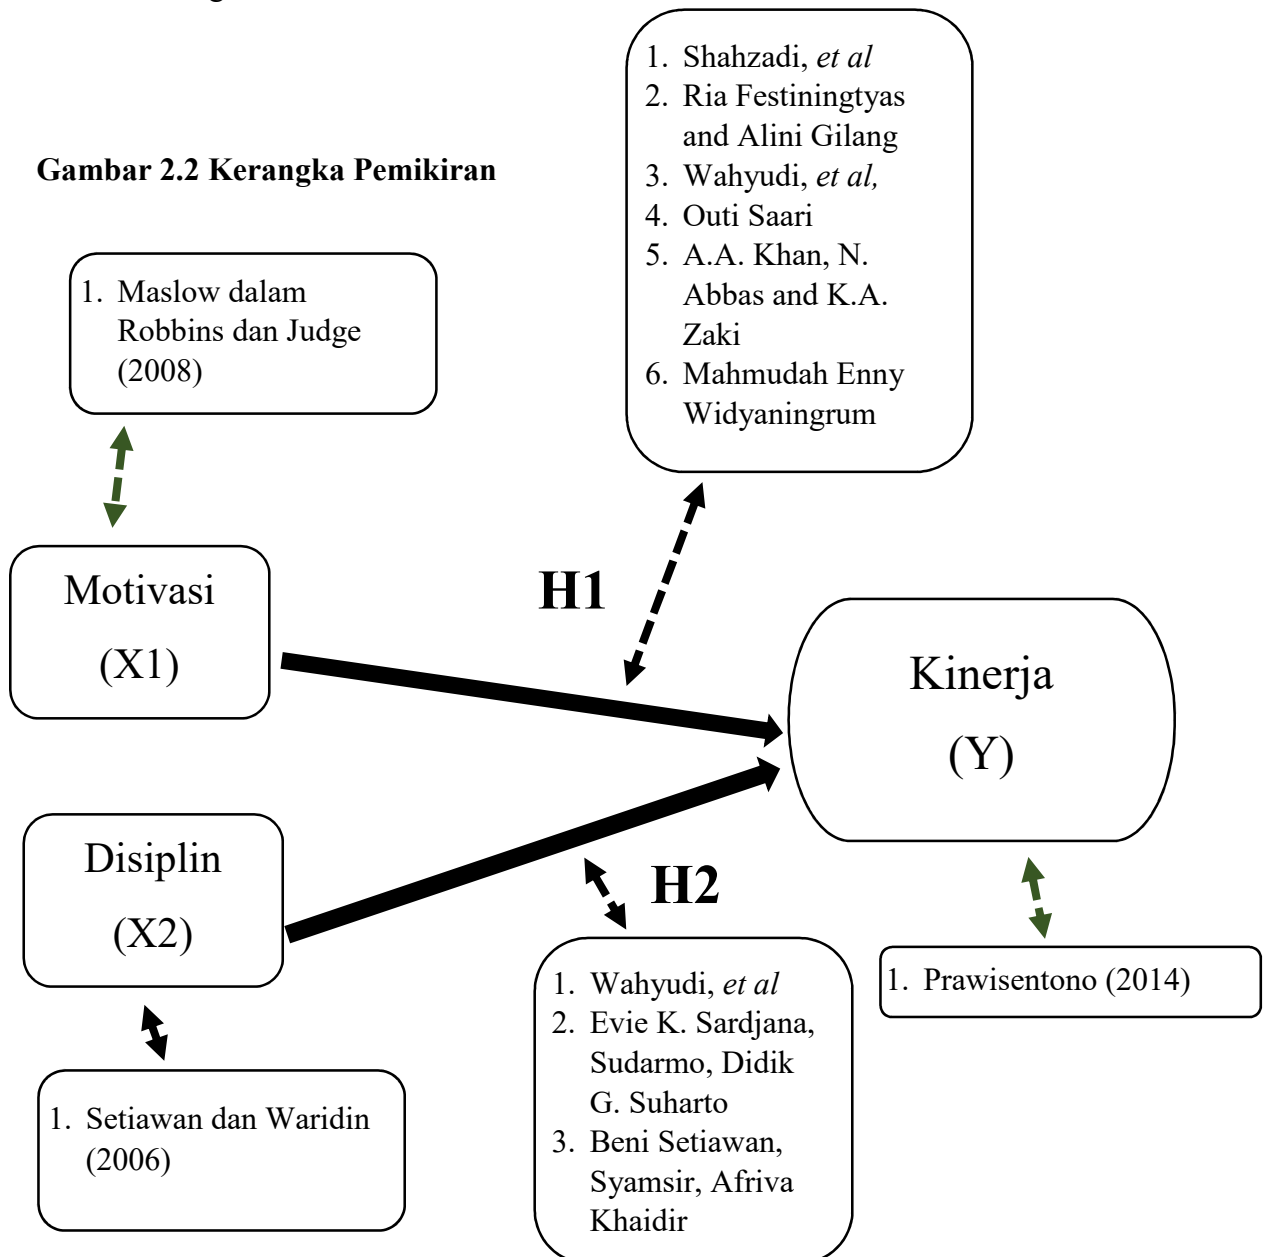 1. Shahzadi, et al
2. Ria Festiningtyas
and Alini Gilang
3. Wahyudi, et al,
4. Outi Saari
5. A.A. Khan, N.
Abbas and K.A.
Zaki
6. Mahmudah Enny
Widyaningrum
Gambar 2.2 Kerangka Pemikiran
1. Maslow dalam
Robbins dan Judge
(2008)
Motivasi
(X1)
H1
Kinerja
(Y)
Disiplin
(X2)
H2
1. Prawisentono (2014)
1. Setiawan dan Waridin
(2006)
1. Wahyudi, et al
2. Evie K. Sardjana,
Sudarmo, Didik
G. Suharto
3. Beni Setiawan,
Syamsir, Afriva
Khaidir